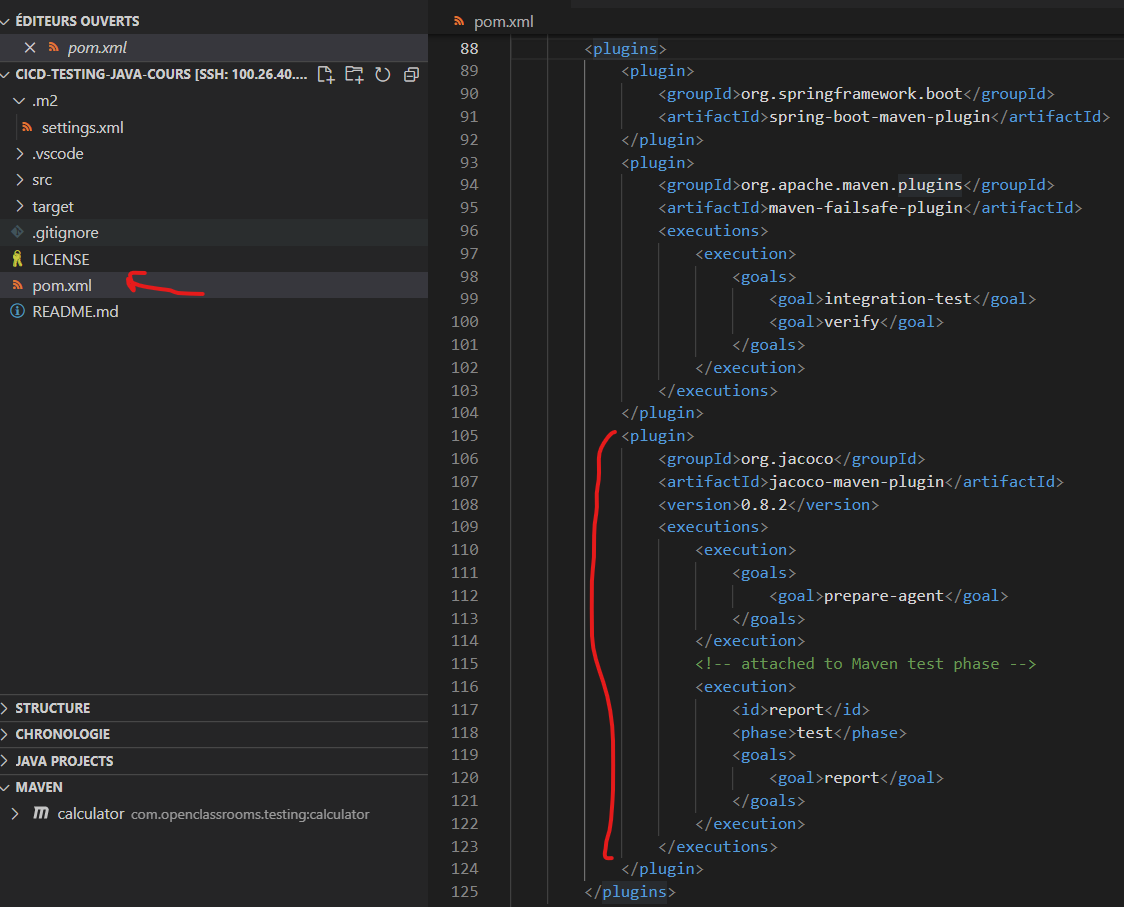 ÉDITEURS OUVERTS
pom.xml
CICD-TESTING-JAVA-COURS [SSH: 100.26.40....
.m2
settings.xml
.vscode
src
target
.gitignore
LICENSE
pom.xml
README.md
STRUCTURE
CHRONOLOGIE
JAVA PROJECTS
MAVEN
calculator com.openclassrooms.testing:calculator
pom.xml
88 <plugins>
89 <plugin>
90 <groupId>org.springframework.boot</groupId>
91 <artifactId>spring-boot-maven-plugin</artifactId>
92 </plugin>
93 <plugin>
94 <groupId>org.apache.maven.plugins</groupId>
95 <artifactId>maven-failsafe-plugin</artifactId>
96 <executions>
97 <execution>
98 <goals>
99 <goal>integration-test</goal>
100 <goal>verify</goal>
101 </goals>
102 </execution>
103 </executions>
104 </plugin>
105 <plugin>
106 <groupId>org.jacoco</groupId>
107 <artifactId>jacoco-maven-plugin</artifactId>
108 <version>0.8.2</version>
109 <executions>
110 <execution>
111 <goals>
112 <goal>prepare-agent</goal>
113 </goals>
114 </execution>
115 <!-- attached to Maven test phase -->
116 <execution>
117 <id>report</id>
118 <phase>test</phase>
119 <goals>
120 <goal>report</goal>
121 </goals>
122 </execution>
123 </executions>
124 </plugin>
125 </plugins>